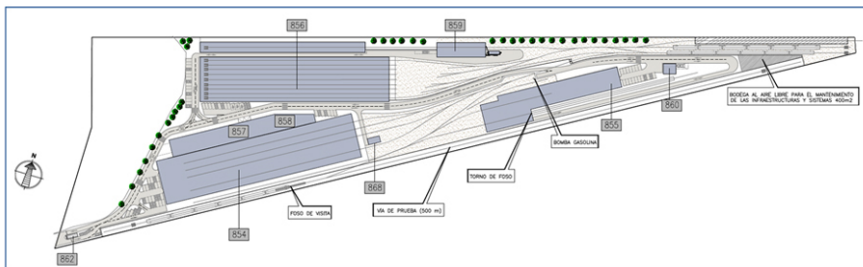 856
859
857
858
860
BODEGA AL AIRE LIBRE PARA EL MANTENIMIENTO
DE LAS INFRAESTRUCTURAS Y SISTEMAS 400m2
855
BOMBA GASOLINA
TORNO DE FOSO
868
VÍA DE PRUEBA (500 m)
FOSO DE VISITA
854
862
N